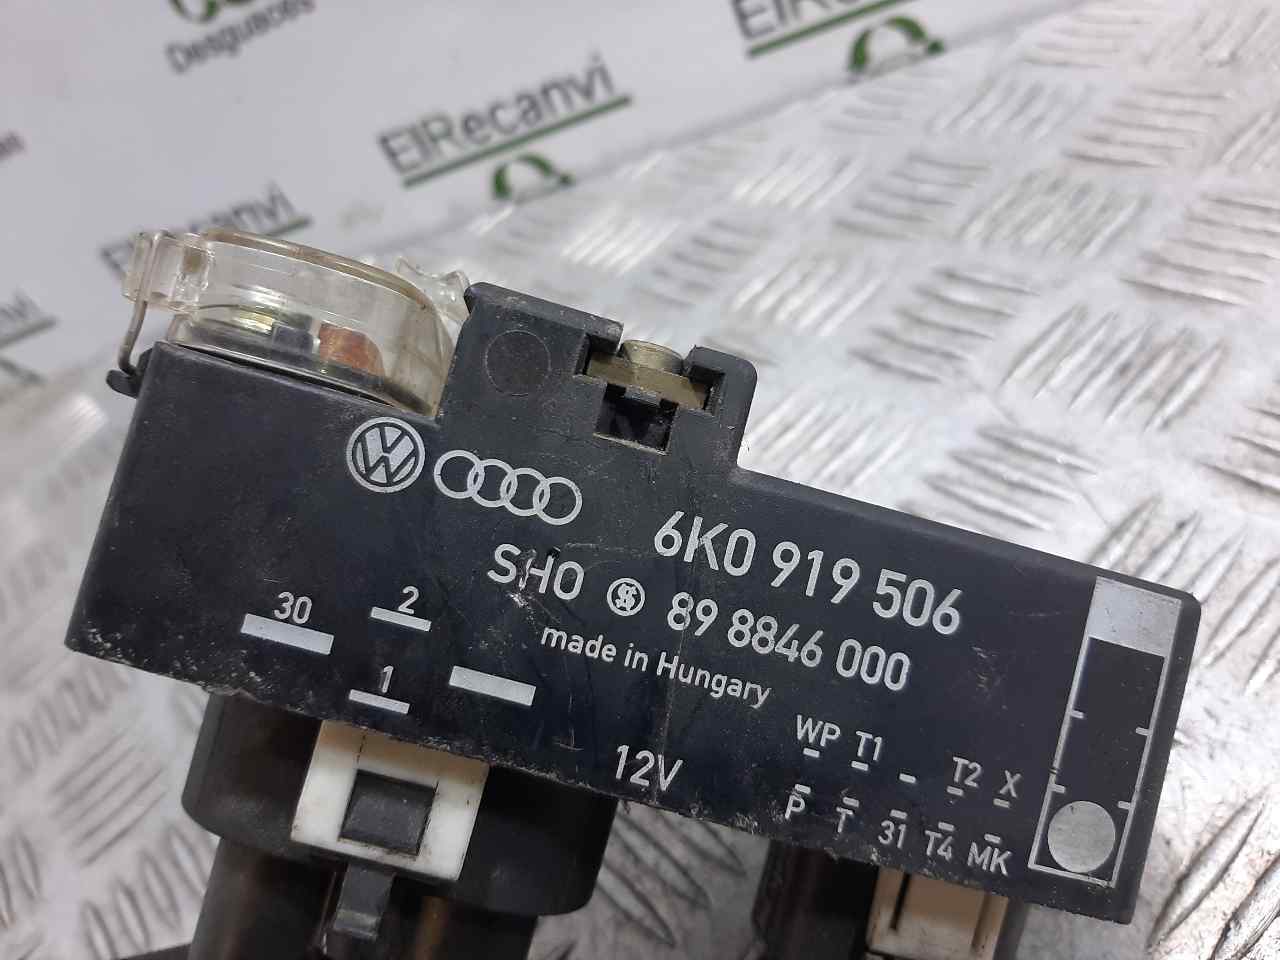 Desguaces
ElRecanvi
ElRecanvi
ElRecanvi
6K0 919 506
SHO 89 8846 000
made in Hungary
30 2
1
12V
WP T1 T2 X
P T 31 T4 MK